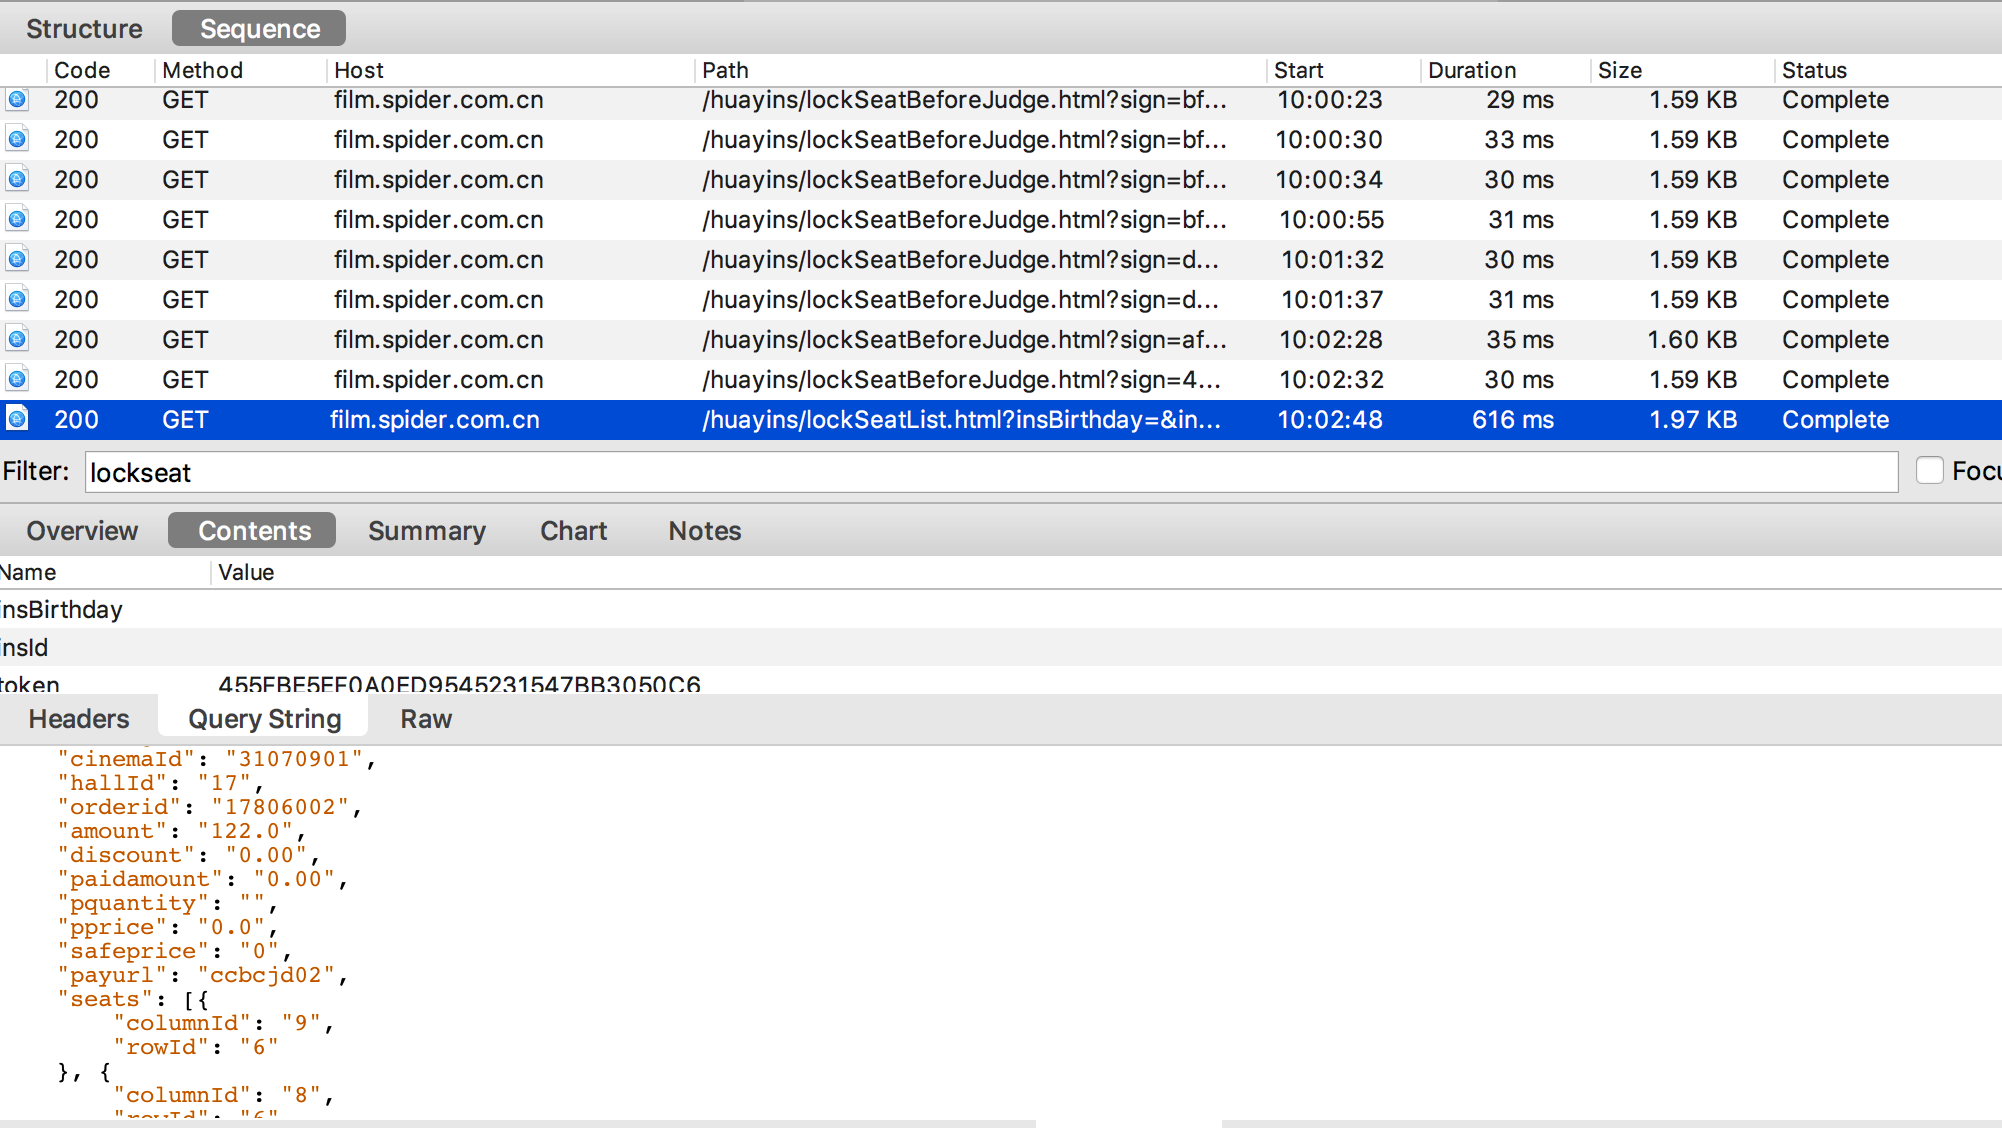 Structure Sequence
Code Method Host Path Start Duration Size Status
200 GET film.spider.com.cn /huayins/lockSeatBeforeJudge.html?sign=bf... 10:00:23 29 ms 1.59 KB Complete
200 GET film.spider.com.cn /huayins/lockSeatBeforeJudge.html?sign=bf... 10:00:30 33 ms 1.59 KB Complete
200 GET film.spider.com.cn /huayins/lockSeatBeforeJudge.html?sign=bf... 10:00:34 30 ms 1.59 KB Complete
200 GET film.spider.com.cn /huayins/lockSeatBeforeJudge.html?sign=bf... 10:00:55 31 ms 1.59 KB Complete
200 GET film.spider.com.cn /huayins/lockSeatBeforeJudge.html?sign=d... 10:01:32 30 ms 1.59 KB Complete
200 GET film.spider.com.cn /huayins/lockSeatBeforeJudge.html?sign=d... 10:01:37 31 ms 1.59 KB Complete
200 GET film.spider.com.cn /huayins/lockSeatBeforeJudge.html?sign=af... 10:02:28 35 ms 1.60 KB Complete
200 GET film.spider.com.cn /huayins/lockSeatBeforeJudge.html?sign=4... 10:02:32 30 ms 1.59 KB Complete
200 GET film.spider.com.cn /huayins/lockSeatList.html?insBirthday=&in... 10:02:48 616 ms 1.97 KB Complete
Filter: lockseat Focu
Overview Contents Summary Chart Notes
Name Value
insBirthday
insId
token 455FBE5EF0A0ED9545231547BB3050C6
Headers Query String Raw
"cinemaId": "31070901",
"hallId": "17",
"orderid": "17806002",
"amount": "122.0",
"discount": "0.00",
"paidamount": "0.00",
"pquantity": "",
"pprice": "0.0",
"safeprice": "0",
"payurl": "ccbcjd02",
"seats": [{
"columnId": "9",
"rowId": "6"
}, {
"columnId": "8",
"rowId": "6"